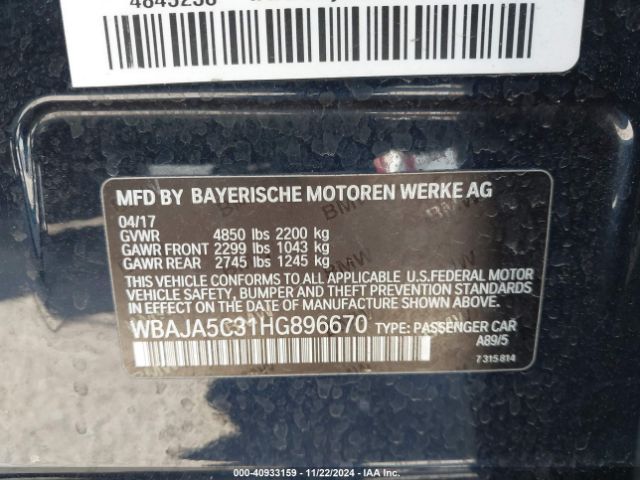 MFD BY BAYERISCHE MOTOREN WERKE AG
04/17
GVWR 4850 lbs 2200 kg
GAWR FRONT 2299 lbs 1043 kg
GAWR REAR 2745 lbs 1245 kg
THIS VEHICLE CONFORMS TO ALL APPLICABLE U.S.FEDERAL MOTOR
VEHICLE SAFETY, BUMPER AND THEFT PREVENTION STANDARDS
IN EFFECT ON THE DATE OF MANUFACTURE SHOWN ABOVE.
WBAJA5C31HG896670 TYPE: PASSENGER CAR
A89/5
7 315 814
000-40933159 - 11/22/2024 - IAA Inc.